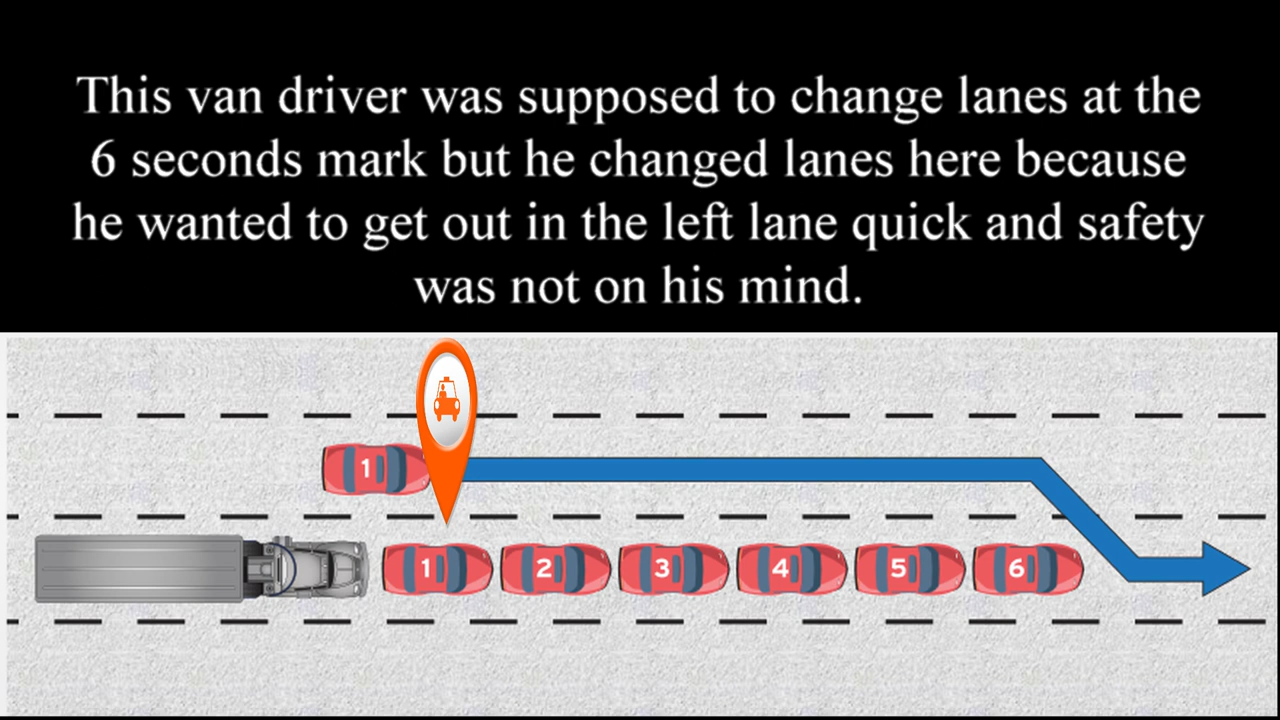 This van driver was supposed to change lanes at the
6 seconds mark but he changed lanes here because
he wanted to get out in the left lane quick and safety
was not on his mind.
1
1 2 3 4 5 6